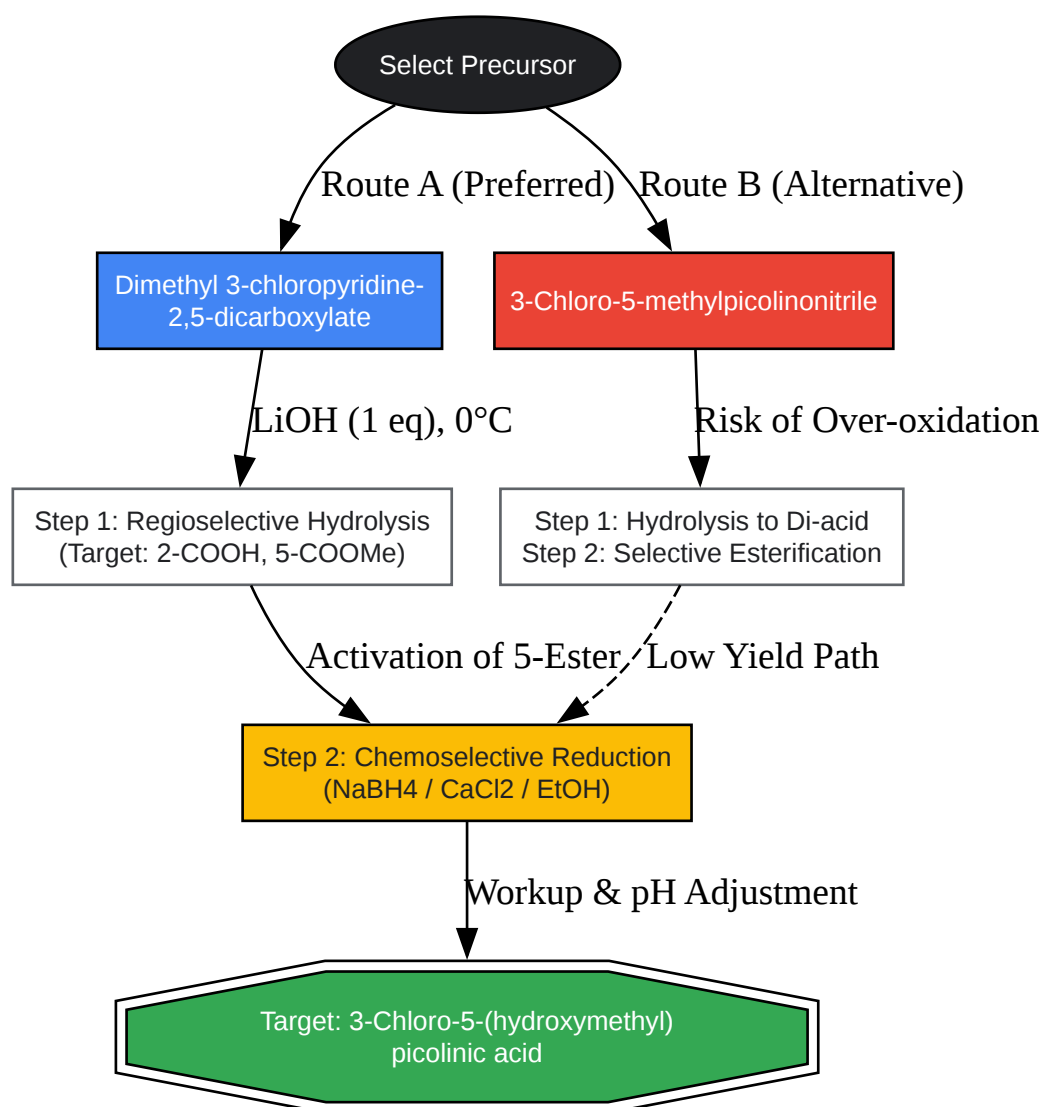 Select Precursor
Route A (Preferred)
Route B (Alternative)
Dimethyl 3-chloropyridine-
2,5-dicarboxylate
3-Chloro-5-methylpicolinonitrile
LiOH (1 eq), 0°C
Risk of Over-oxidation
Step 1: Regioselective Hydrolysis
(Target: 2-COOH, 5-COOMe)
Step 1: Hydrolysis to Di-acid
Step 2: Selective Esterification
Activation of 5-Ester
Low Yield Path
Step 2: Chemoselective Reduction
(NaBH4 / CaCl2 / EtOH)
Workup & pH Adjustment
Target: 3-Chloro-5-(hydroxymethyl)
picolinic acid